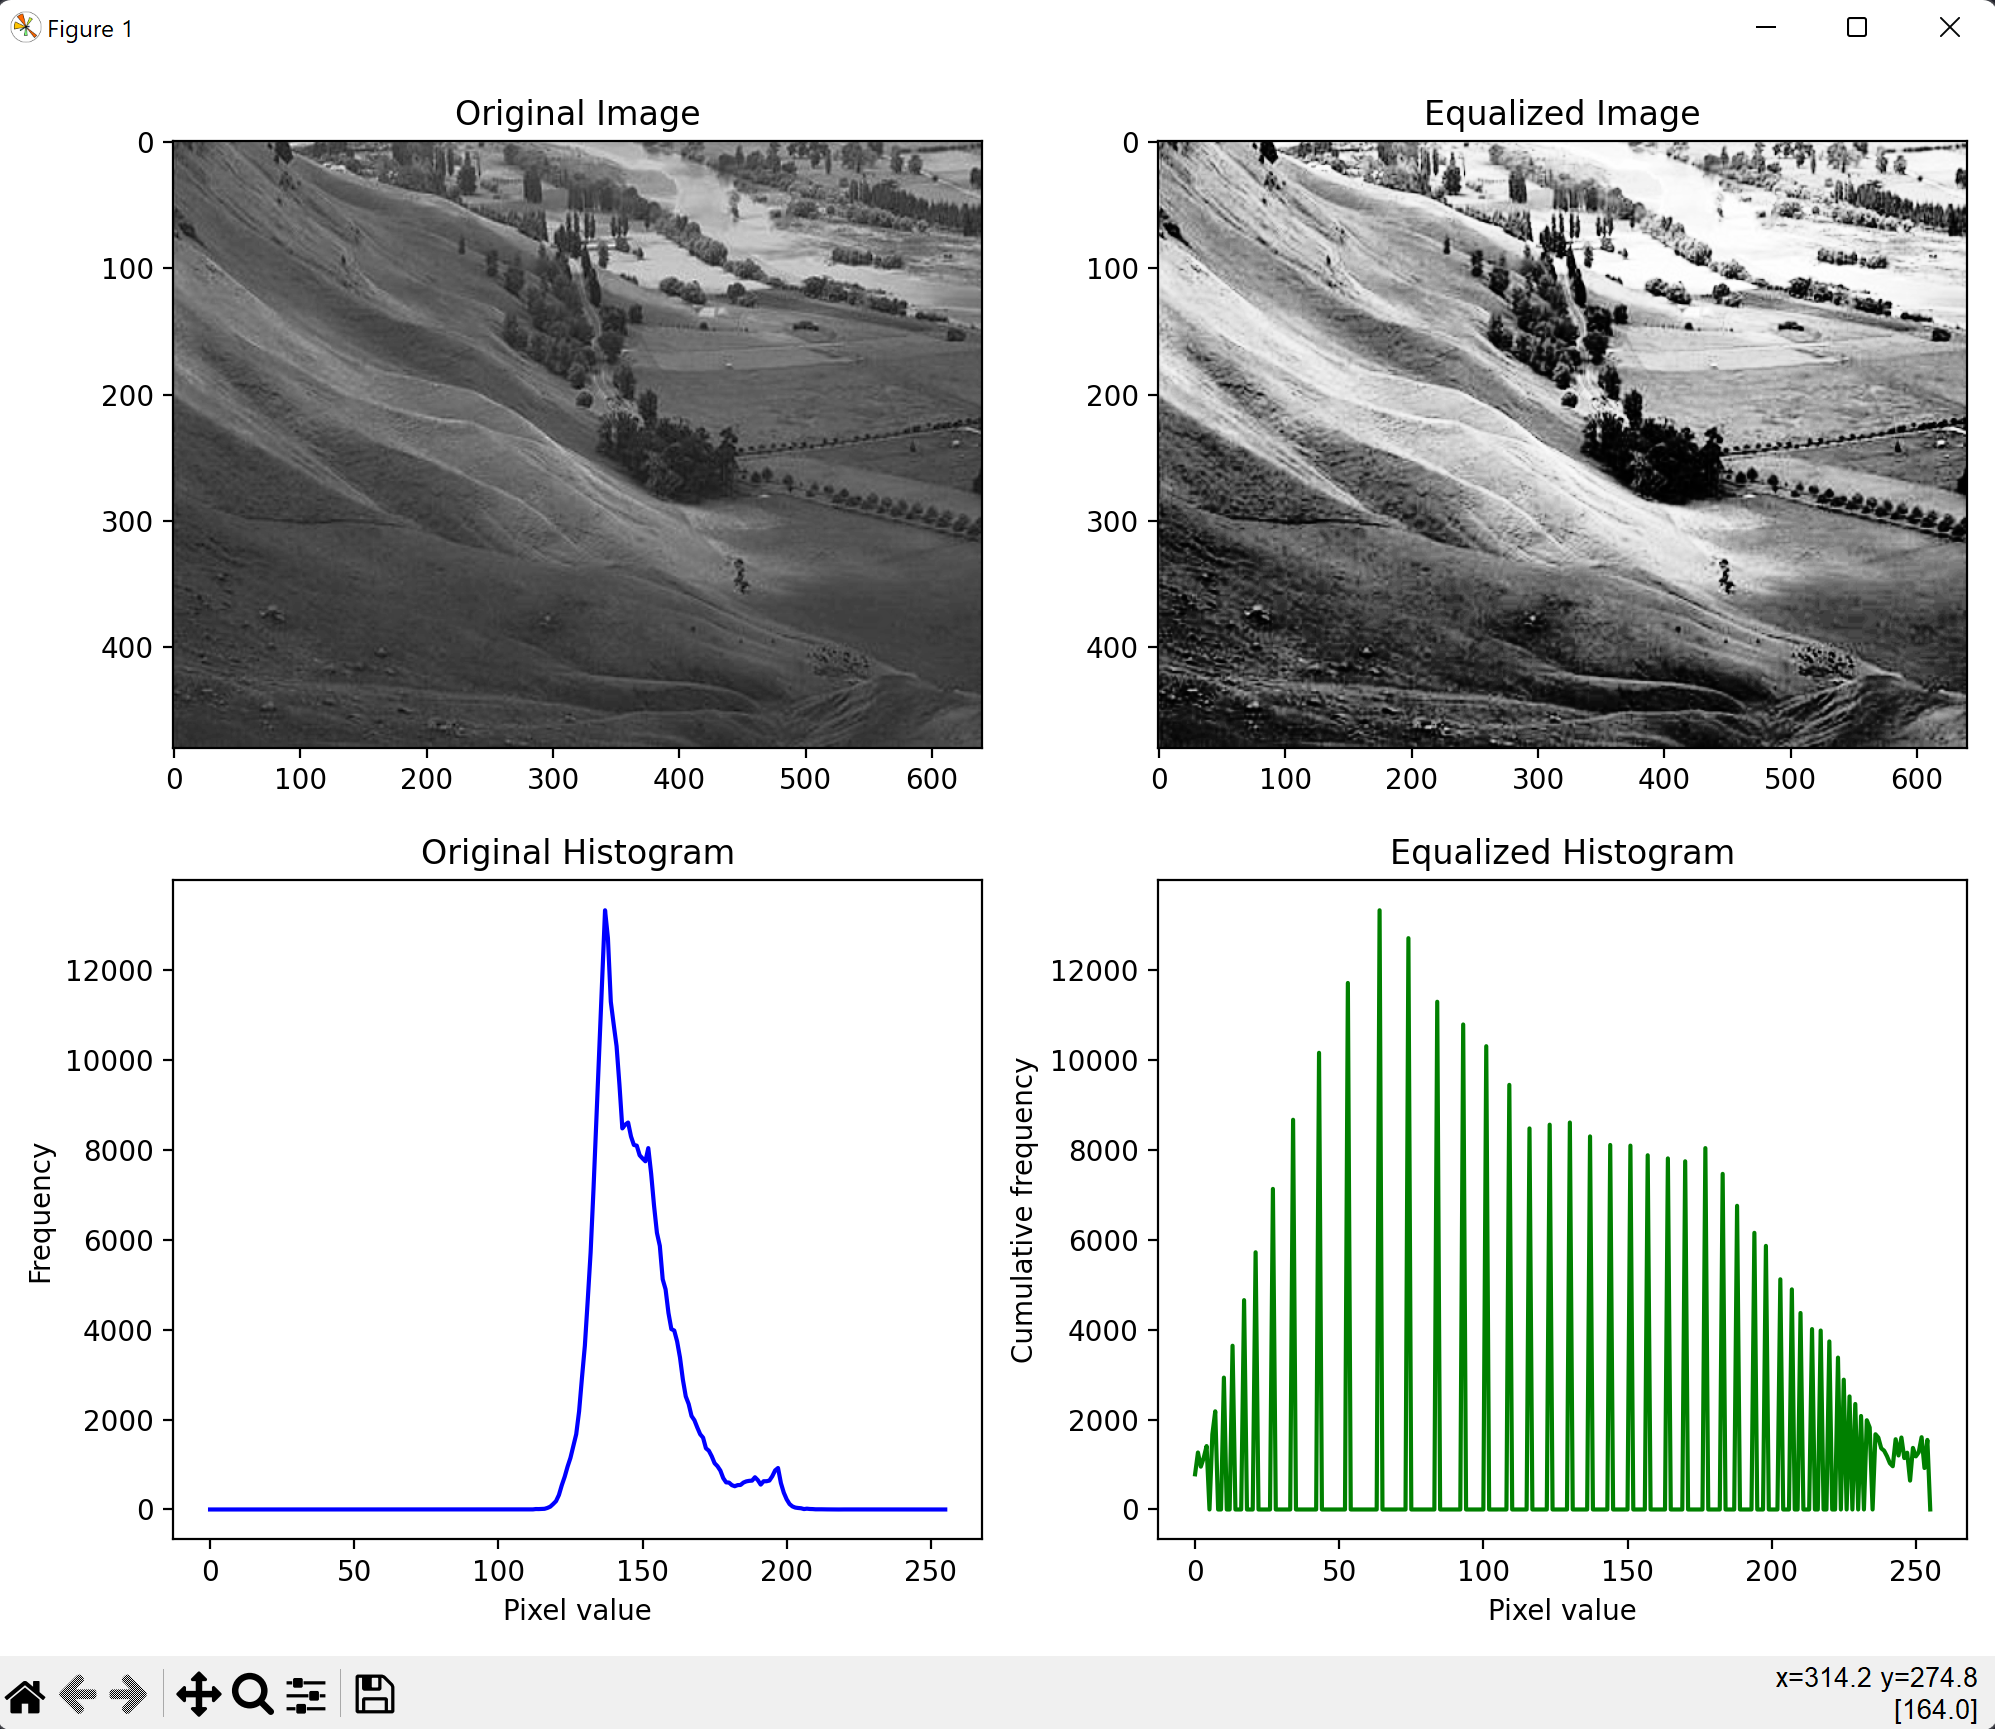 Figure 1
Original Image
0
100
200
300
400
0 100 200 300 400 500 600
Equalized Image
0
100
200
300
400
0 100 200 300 400 500 600
Original Histogram
Frequency
12000
10000
8000
6000
4000
2000
0
0 50 100 150 200 250
Pixel value
Equalized Histogram
Cumulative frequency
12000
10000
8000
6000
4000
2000
0
0 50 100 150 200 250
Pixel value
x=314.2 y=274.8
[164.0]